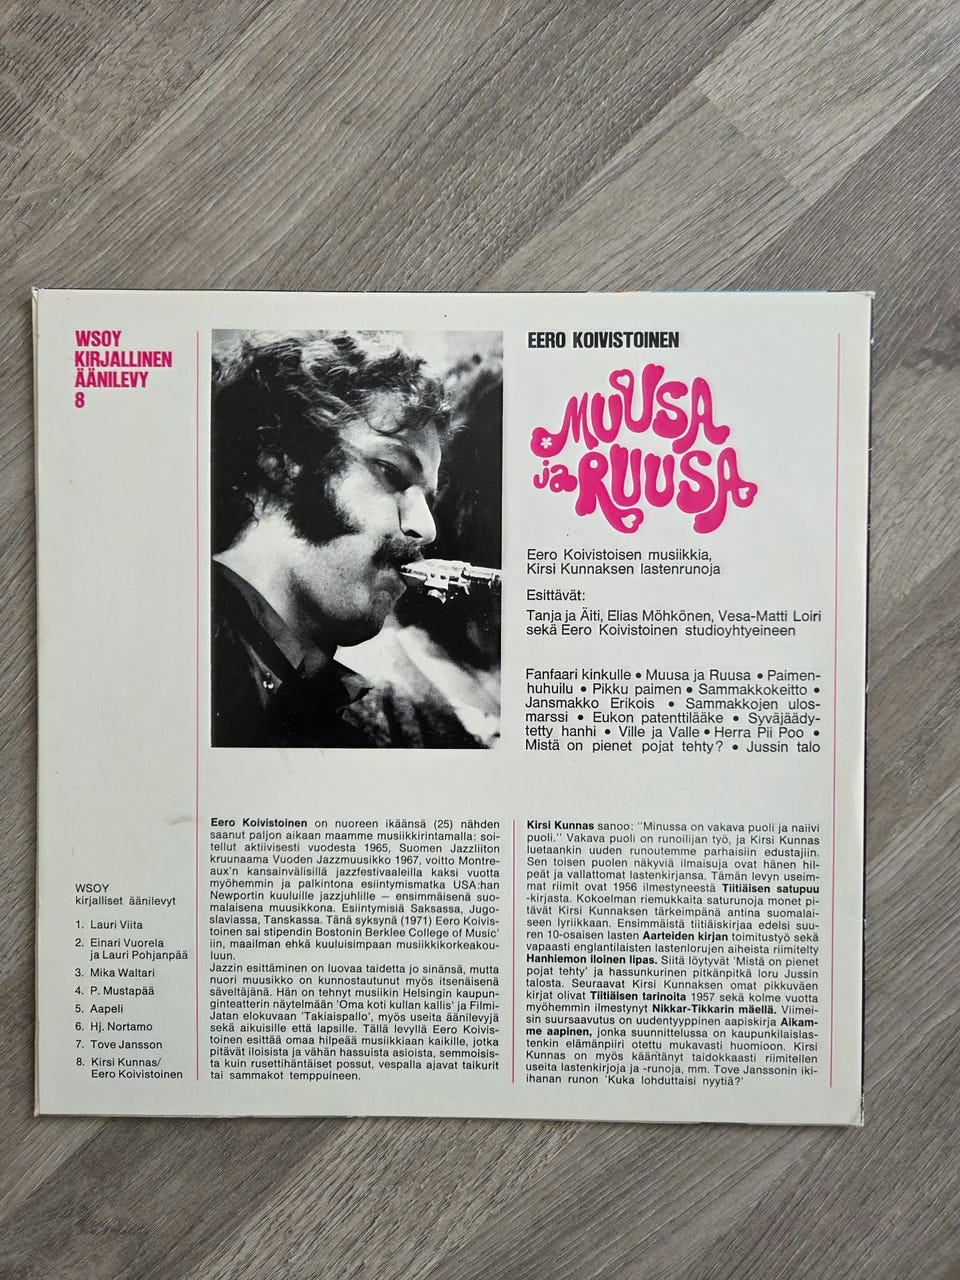 WSOY
KIRJALLINEN
ÄÄNILEVY
8
EERO KOIVISTOINEN
MUUSA
ja RUUSA
Eero Koivistoisen musiikkia,
Kirsi Kunnaksen lastenrunoja
Esittävät:
Tanja ja Äiti, Elias Möhkönen, Vesa-Matti Loiri
sekä Eero Koivistoinen studioyhtyeineen
Fanfaari kinkulle • Muusa ja Ruusa • Paimen-
huhuilu • Pikku paimen • Sammakkokeitto •
Jansmakko Erikois • Sammakkojen ulos-
marssi • Eukon patenttilääke • Syväjäädy-
tetty hanhi • Ville ja Valle • Herra Pii Poo •
Mistä on pienet pojat tehty? • Jussin talo
WSOY
kirjalliset äänilevyt
1. Lauri Viita
2. Einari Vuorela
ja Lauri Pohjanpää
3. Mika Waltari
4. P. Mustapää
5. Aapeli
6. Hj. Nortamo
7. Tove Jansson
8. Kirsi Kunnas/
Eero Koivistoinen
Eero Koivistoinen on nuoreen ikäänsä (25) nähden
saanut paljon aikaan maamme musiikkirintamalla: soi-
tellut aktiivisesti vuodesta 1965, Suomen Jazzliiton
kruunaama Vuoden Jazzmuusikko 1967, voitto Montre-
aux'n kansainvälisillä jazzfestivaaleilla kaksi vuotta
myöhemmin ja palkintona esiintymismatka USA:han
Newportin kuuluille jazzjuhlille — ensimmäisenä suo-
malaisena muusikkona. Esiintymisiä Saksassa, Jugo-
slaviassa, Tanskassa. Tänä syksynä (1971) Eero Koivis-
toinen sai stipendin Bostonin Berklee College of Music'
iin, maailman ehkä kuuluisimpaan musiikkikorkeakou-
luun.
Jazzin esittäminen on luovaa taidetta jo sinänsä, mutta
nuori muusikko on kunnostautunut myös itsenäisenä
säveltäjänä. Hän on tehnyt musiikin Helsingin kaupun-
ginteatterin näytelmään 'Oma koti kullan kallis' ja Filmi-
Jatan elokuvaan 'Takiaispallo', myös useita äänilevyjä
sekä aikuisille että lapsille. Tällä levyllä Eero Koivis-
toinen esittää omaa hilpeää musiikkiaan kaikille, jotka
pitävät iloisista ja vähän hassuista asioista, semmoisis-
ta kuin rusettihäntäiset possut, vespalla ajavat taikurit
tai sammakot temppuineen.
Kirsi Kunnas sanoo: "Minussa on vakava puoli ja naiivi
puoli." Vakava puoli on runoilijan työ, ja Kirsi Kunnas
luetaankin uuden runoutemme parhaisiin edustajiin.
Sen toisen puolen näkyviä ilmaisuja ovat hänen hil-
peät ja vallattomat lastenkirjansa. Tämän levyn useim-
mat riimit ovat 1956 ilmestyneestä Tiitiäisen satupuu
-kirjasta. Kokoelman riemukkaita saturunoja monet pi-
tävät Kirsi Kunnaksen tärkeimpänä antina suomalai-
seen lyriikkaan. Ensimmäistä tiitiäiskirjaa edelsi suu-
ren 10-osaisen lasten Aarteiden kirjan toimitustyö sekä
vapaasti englantilaisten lastenlorujen aiheista riimitelty
Hanhiemon iloinen lipas. Siitä löytyvät 'Mistä on pienet
pojat tehty' ja hassunkurinen pitkänpitkä loru Jussin
talosta. Seuraavat Kirsi Kunnaksen omat pikkuväen
kirjat olivat Tiitiäisen tarinoita 1957 sekä kolme vuotta
myöhemmin ilmestynyt Nikkar-Tikkarin mäellä. Viimei-
sin suursaavutus on uudentyyppinen aapiskirja Aikam-
me aapinen, jonka suunnittelussa on kaupunkilaislas-
tenkin elämänpiiri otettu mukavasti huomioon. Kirsi
Kunnas on myös kääntänyt taidokkaasti riimitellen
useita lastenkirjoja ja -runoja, mm. Tove Janssonin iki-
ihanan runon 'Kuka lohduttaisi nyytiä?'